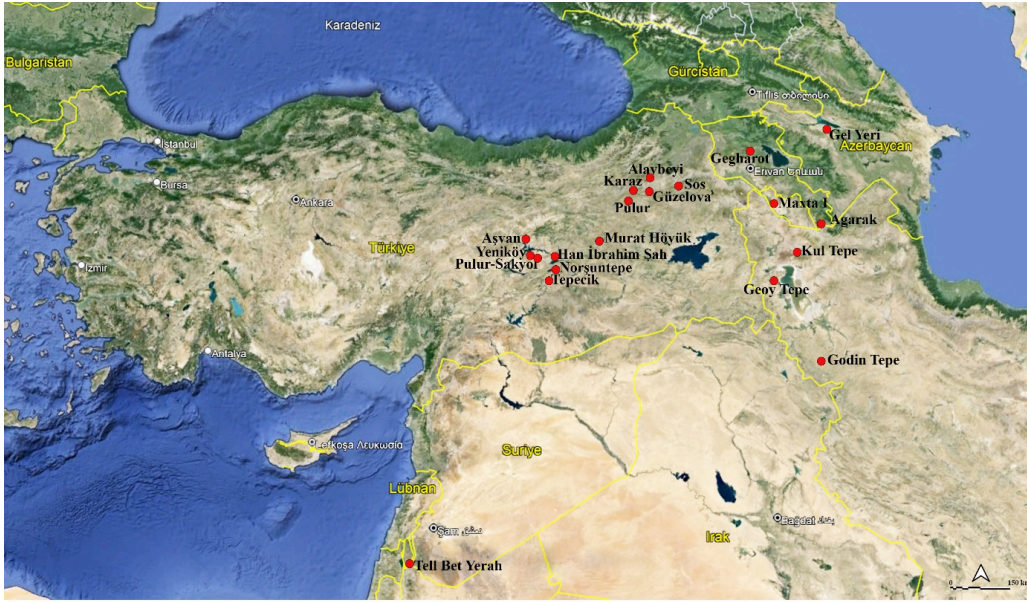 Karadeniz
Bulgaristan
Gürcistan
Tiflis თბილისი
Gel Yeri
Azerbaycan
İstanbul
Gegharot
Erivan Երևան
Alaybeyi
Bursa
Karaz
Sos
Ankara
Güzelova
Pulur
Maxta I
Agarak
Aşvan
Murat Höyük
Türkiye
Yeniköy
Han İbrahim Şah
Kul Tepe
Pulur-Sakyol
İzmir
Norşuntepe
Tepecik
Geoy Tepe
Antalya
Godin Tepe
Lefkoşa Λευκωσία
Suriye
Lübnan
Bağdat بغداد
Şam دمشق
Irak
Tell Bet Yerah
0 150 km